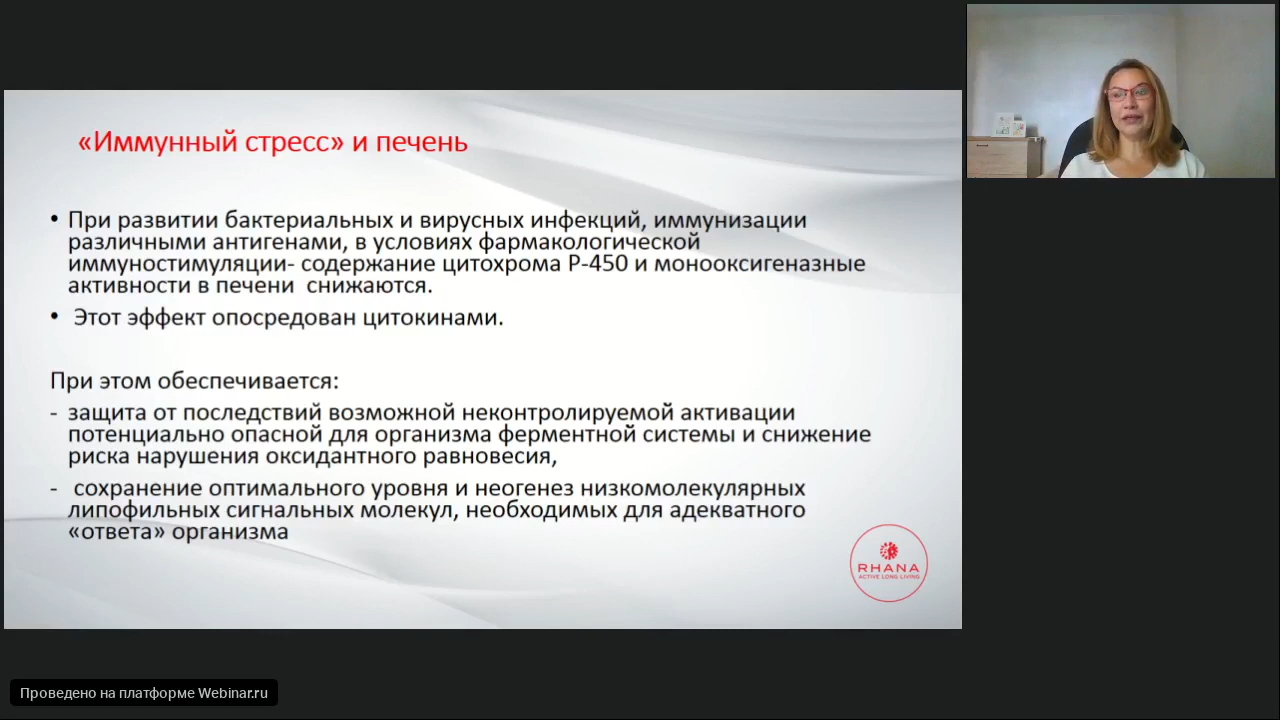 «Иммунный стресс» и печень
• При развитии бактериальных и вирусных инфекций, иммунизации
различными антигенами, в условиях фармакологической
иммуностимуляции- содержание цитохрома Р-450 и монооксигеназные
активности в печени снижаются.
• Этот эффект опосредован цитокинами.
При этом обеспечивается:
- защита от последствий возможной неконтролируемой активации
потенциально опасной для организма ферментной системы и снижение
риска нарушения оксидантного равновесия,
- сохранение оптимального уровня и неогенез низкомолекулярных
липофильных сигнальных молекул, необходимых для адекватного
«ответа» организма
RHANA
ACTIVE LONG LIVING
Проведено на платформе Webinar.ru